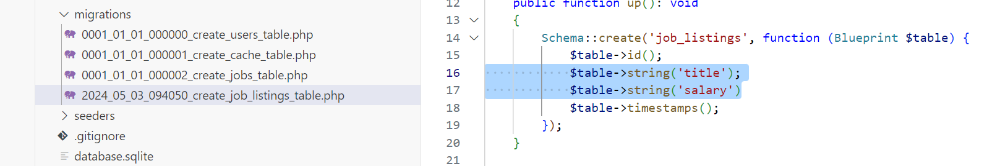 migrations
0001_01_01_000000_create_users_table.php
0001_01_01_000001_create_cache_table.php
0001_01_01_000002_create_jobs_table.php
2024_05_03_094050_create_job_listings_table.php
seeders
.gitignore
database.sqlite
12 public function up(): void
13 {
14 Schema::create('job_listings', function (Blueprint $table) {
15 $table->id();
16 $table->string('title');
17 $table->string('salary')
18 $table->timestamps();
19 });
20 }
21